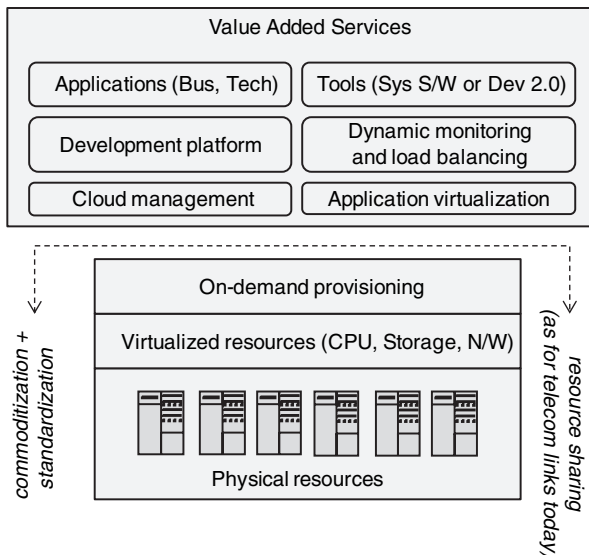 Value Added Services
Applications (Bus, Tech)
Tools (Sys S/W or Dev 2.0)
Development platform
Dynamic monitoring
and load balancing
Cloud management
Application virtualization
On-demand provisioning
Virtualized resources (CPU, Storage, N/W)
Physical resources
commoditization +
standardization
resource sharing
(as for telecom links today,